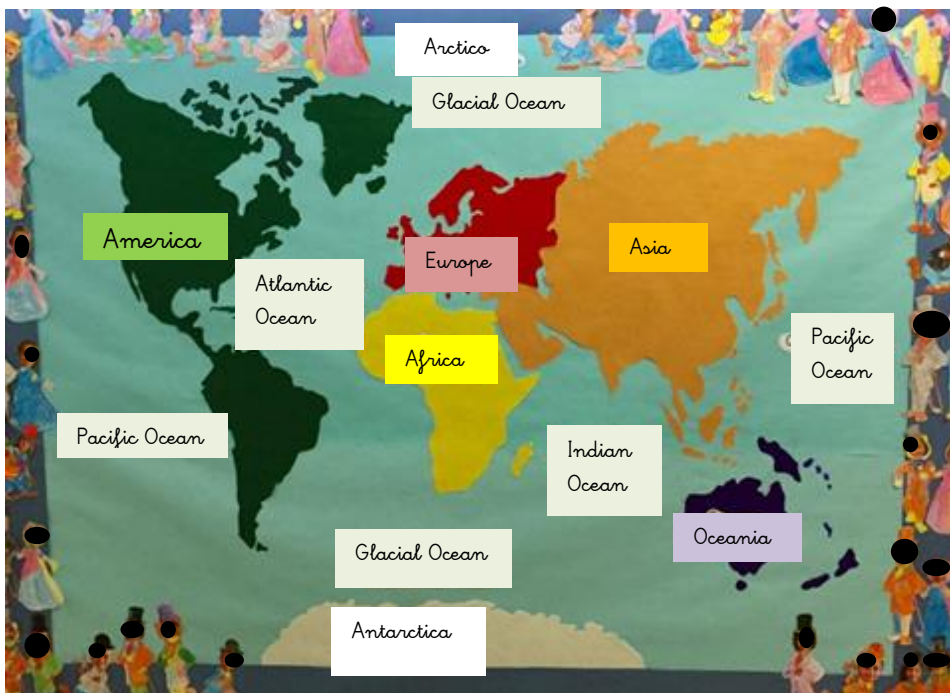 Arctico
Glacial Ocean
America
Asia
Europe
Atlantic
Ocean
Africa
Pacific
Ocean
Pacific Ocean
Indian
Ocean
Oceania
Glacial Ocean
Antarctica